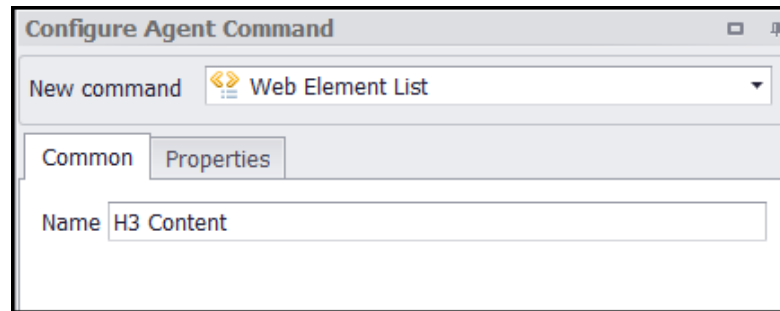 Configure Agent Command
New command Web Element List
Common Properties
Name H3 Content